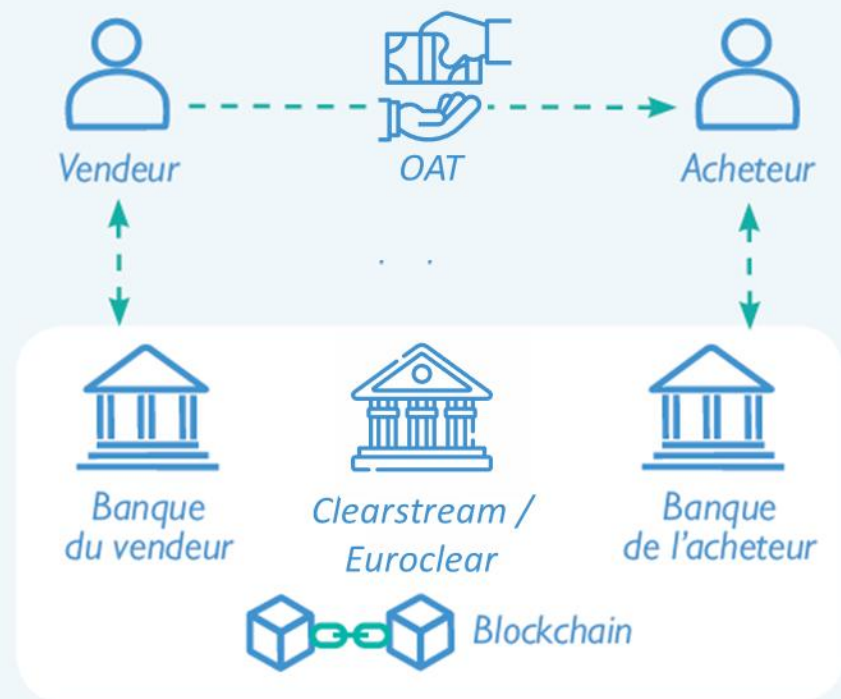 Vendeur
OAT
Acheteur
Banque
du vendeur
Clearstream /
Euroclear
Banque
de l'acheteur
Blockchain